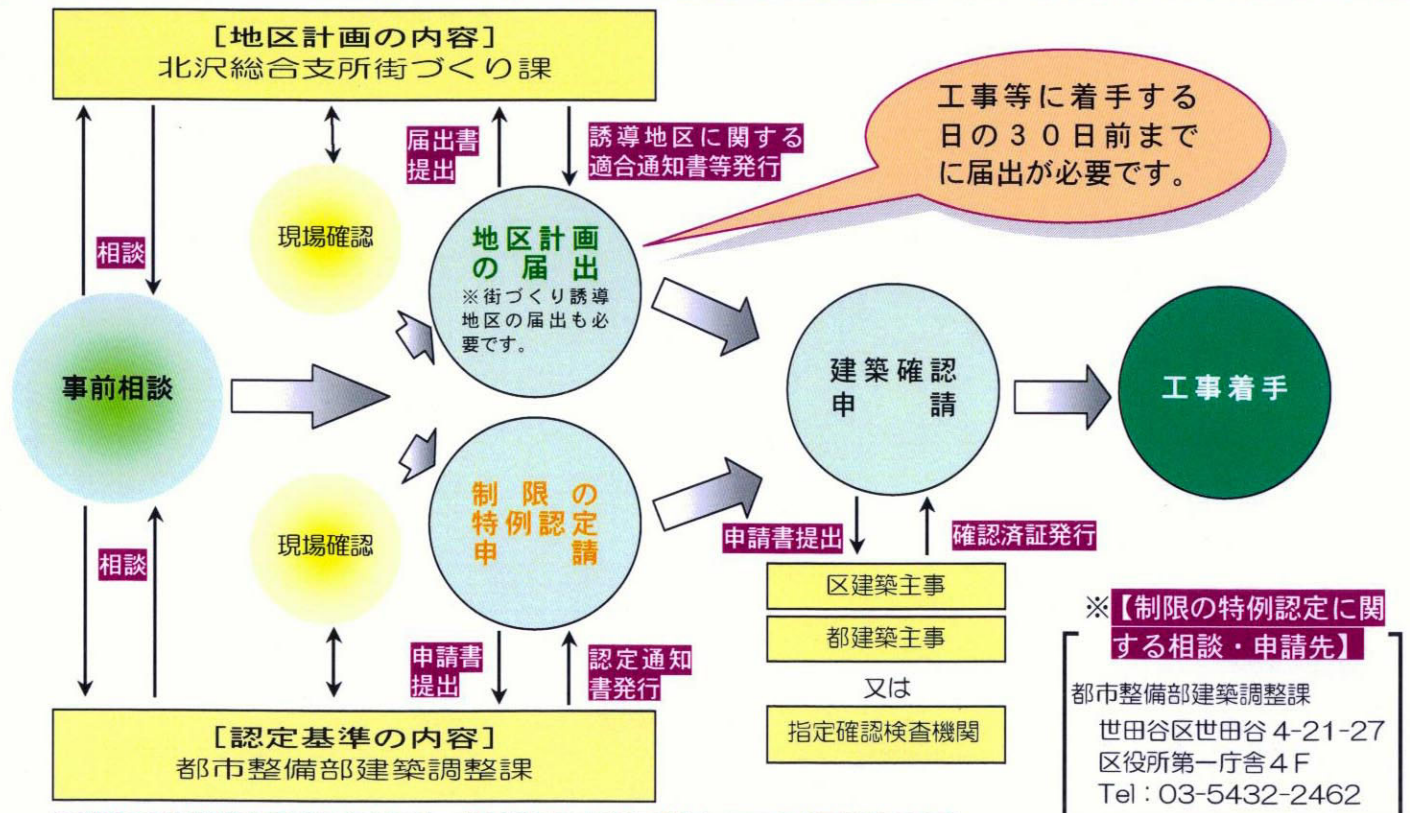 [地区計画の内容]
北沢総合支所街づくり課
工事等に着手する
日の30日前まで
に届出が必要です。
届出書
提出
誘導地区に関する
適合通知書等発行
相談
現場確認
地区計画
の届出
※街づくり誘導
地区の届出も必
要です。
事前相談
建築確認
申請
工事着手
制限の
特例認定
申請
現場確認
相談
申請書
提出
認定通知
書発行
申請書提出
確認済証発行
区建築主事
都建築主事
又は
指定確認検査機関
[認定基準の内容]
都市整備部建築調整課
※【制限の特例認定に関
する相談・申請先】
都市整備部建築調整課
世田谷区世田谷 4-21-27
区役所第一庁舎4F
Tel：03-5432-2462